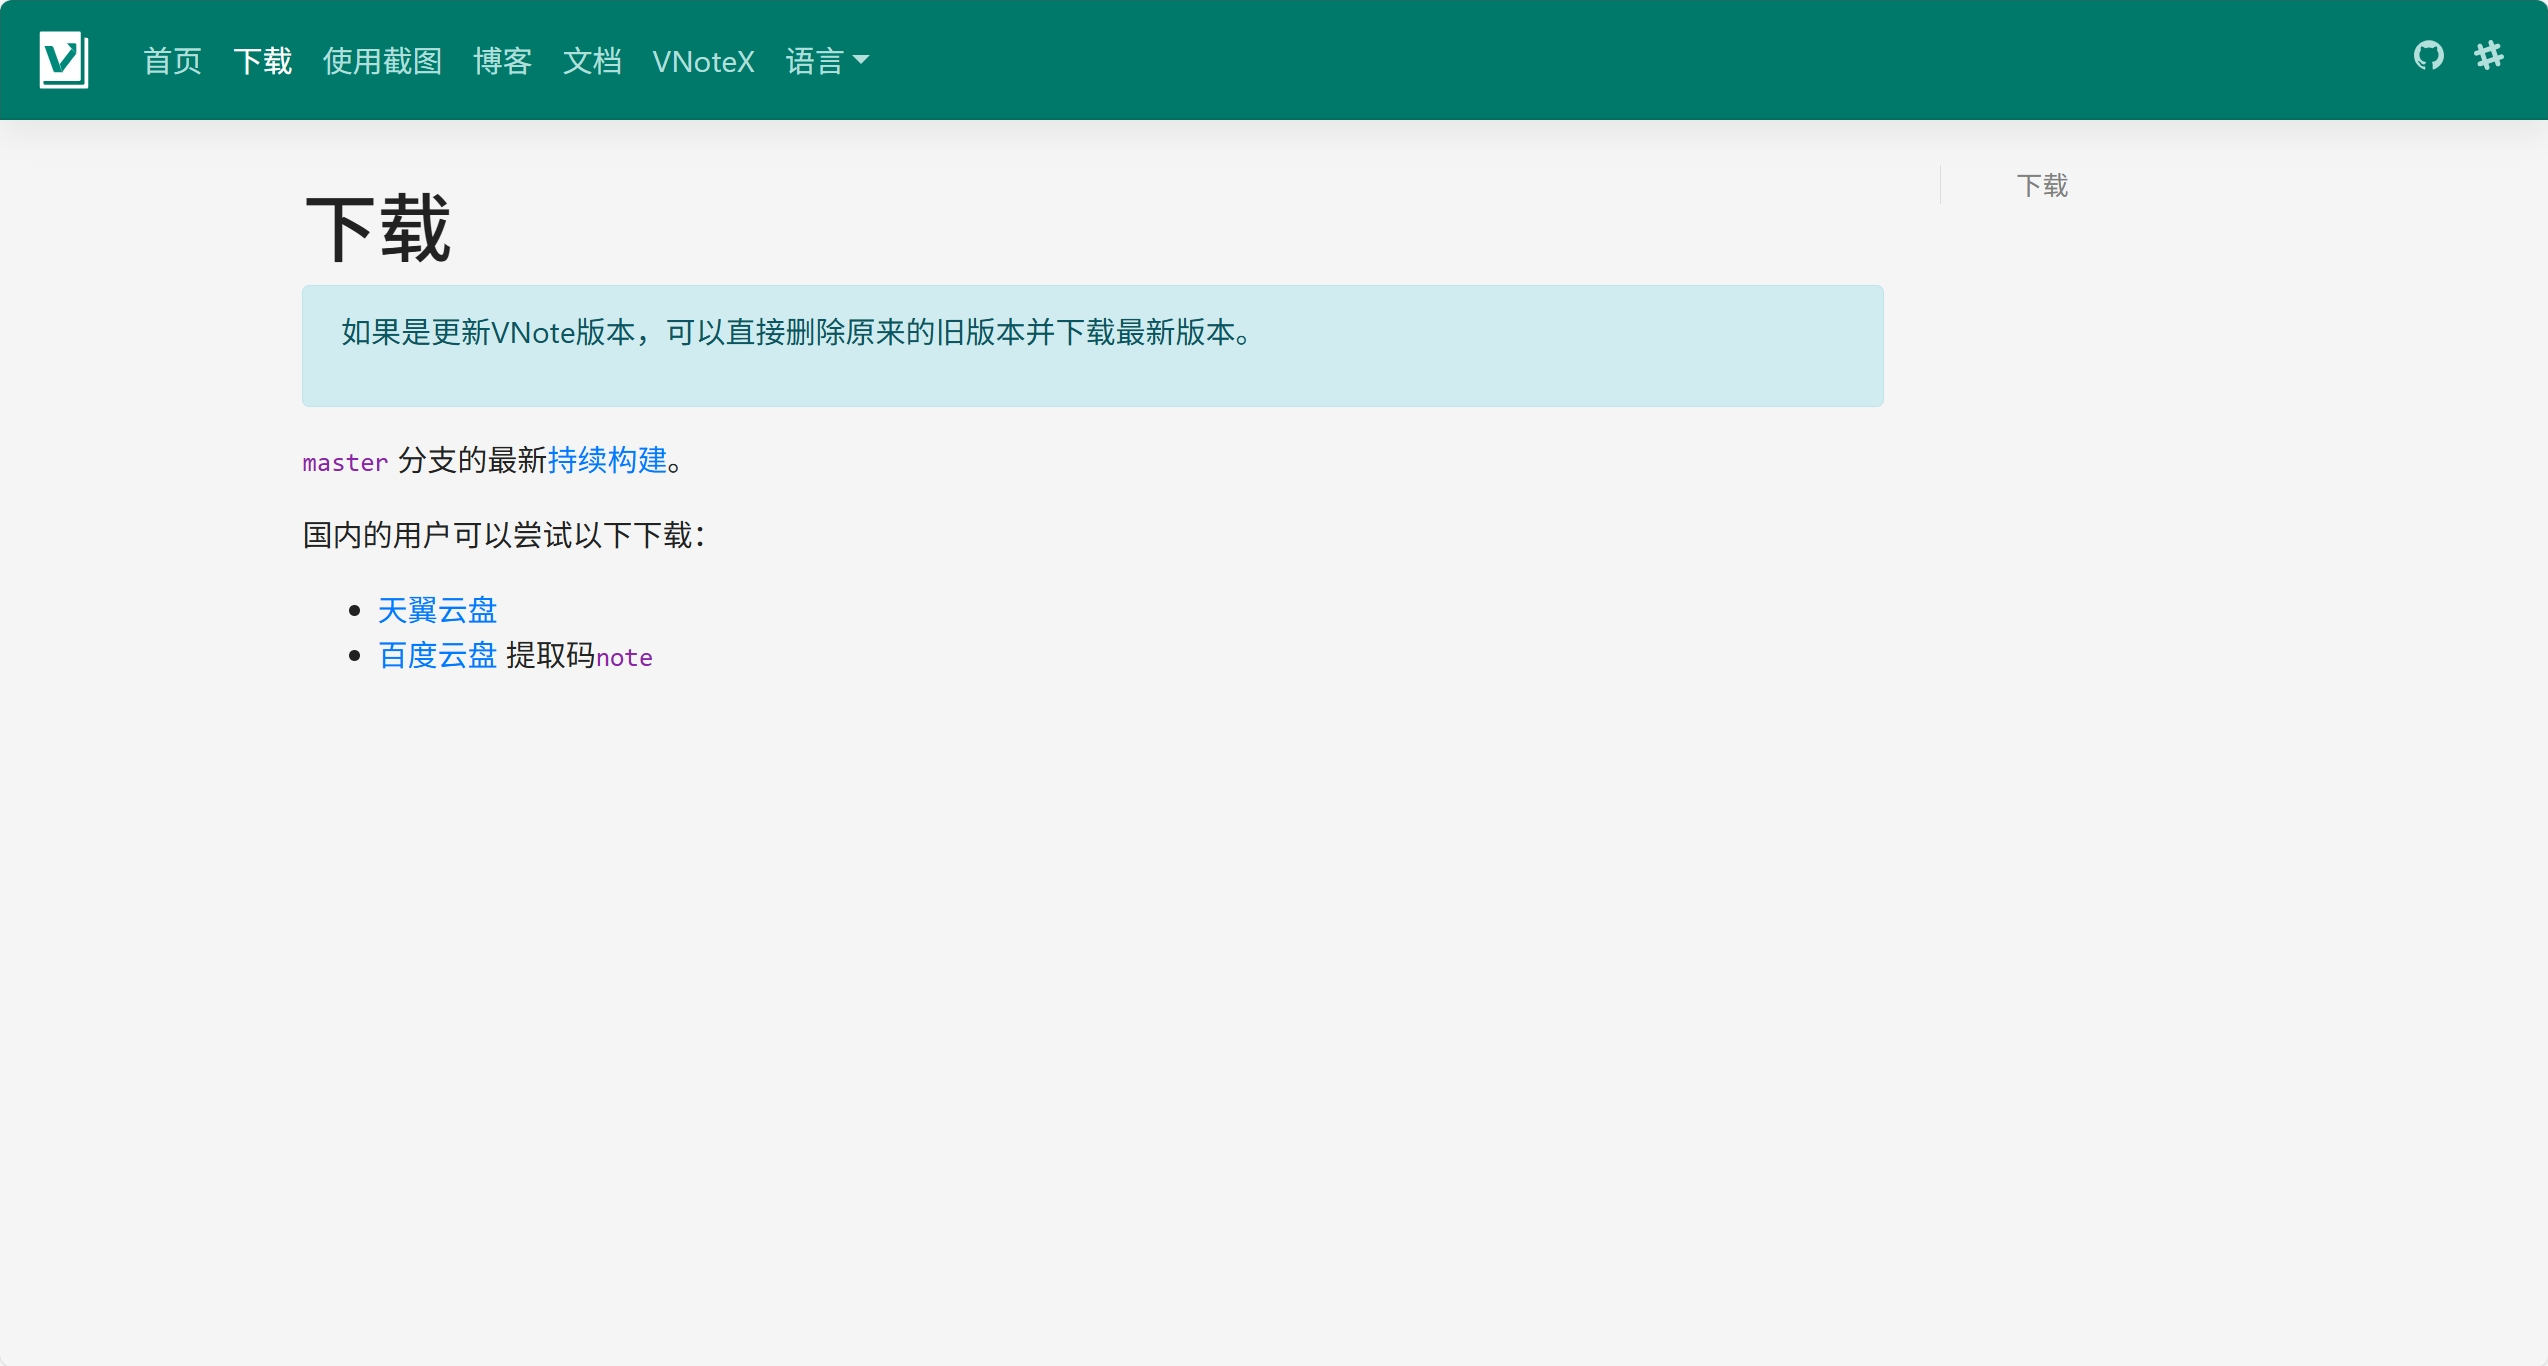 首页 下载 使用截图 博客 文档 VNoteX 语言
下载
下载
如果是更新VNote版本，可以直接删除原来的旧版本并下载最新版本。
master 分支的最新持续构建。
国内的用户可以尝试以下下载：
天翼云盘
百度云盘 提取码note